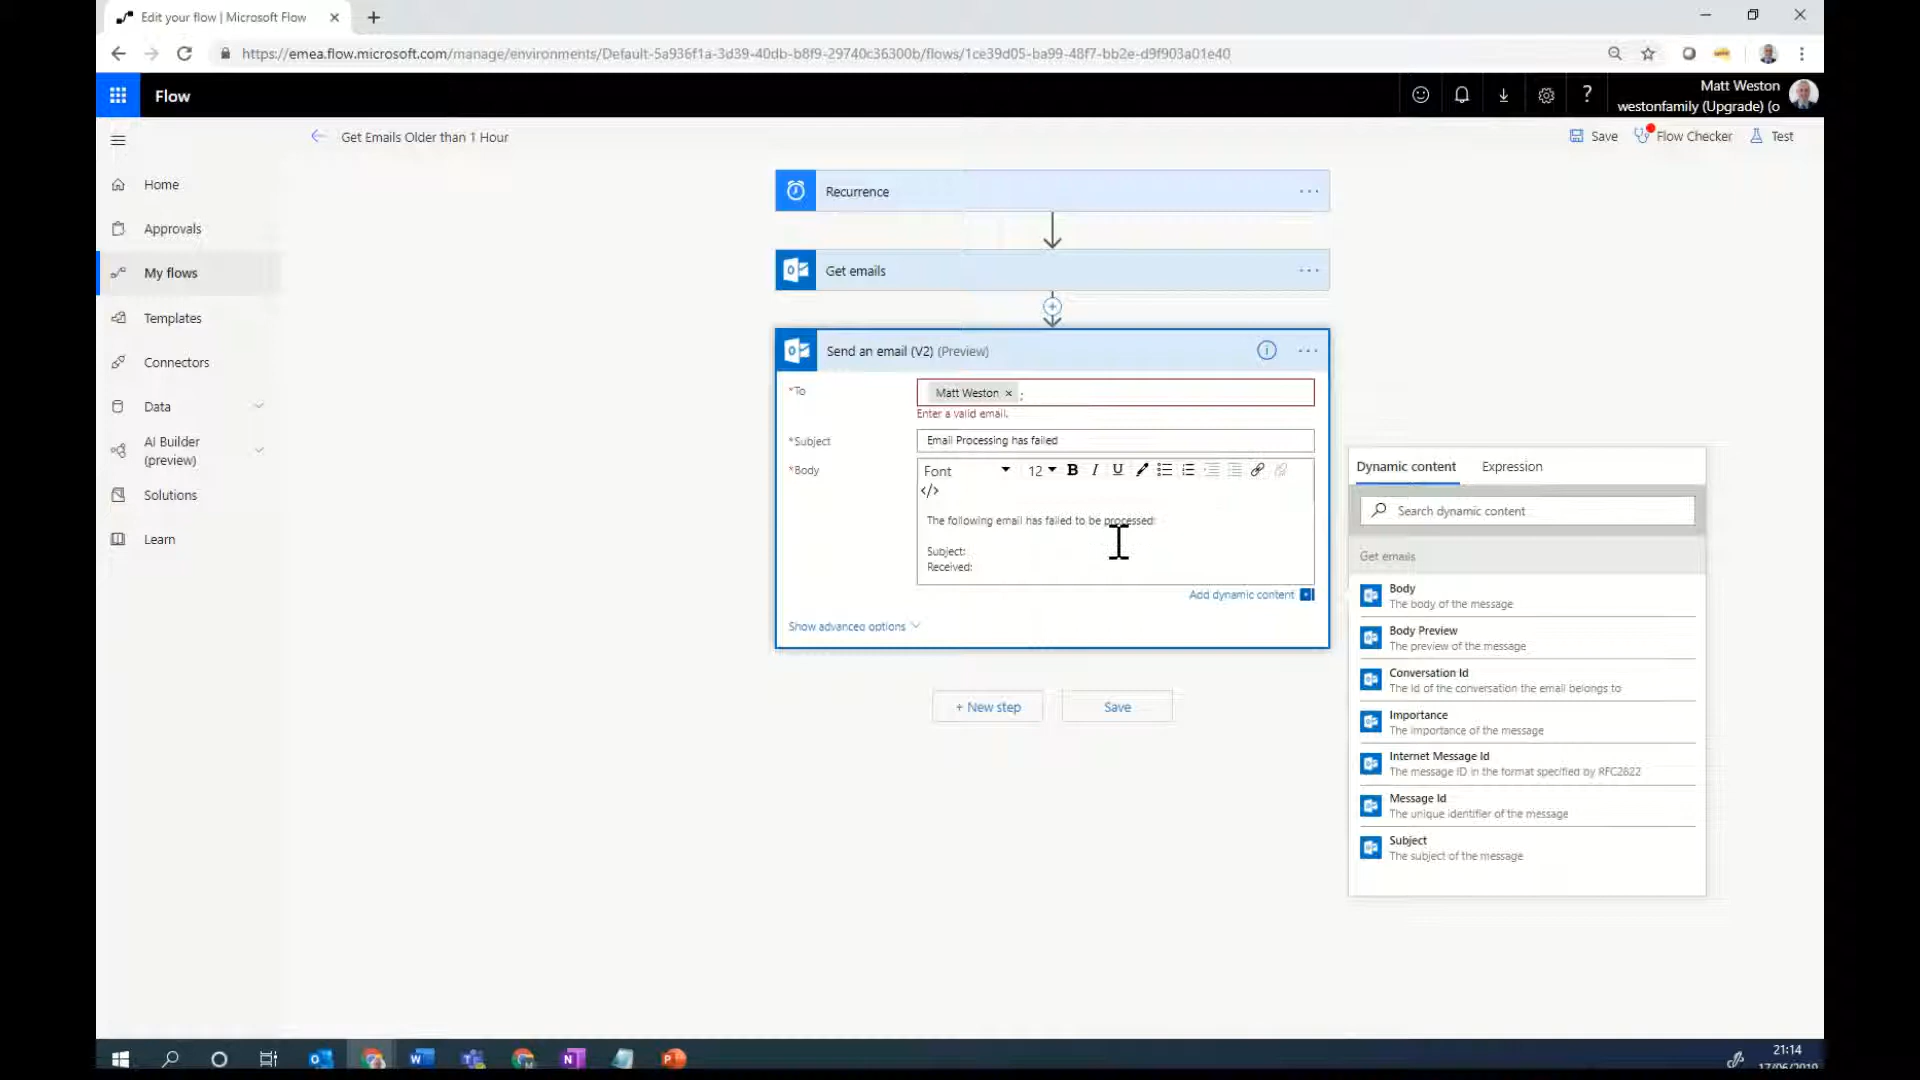 Edit your flow | Microsoft Flow
https://emea.flow.microsoft.com/manage/environments/Default-5a936f1a-3d39-40db-b8f9-29740c36300b/flows/1ce39d05-ba99-48f7-bb2e-d9f903a01e40
Flow
Matt Weston
westonfamily (Upgrade) (o
Get Emails Older than 1 Hour
Save
Flow Checker
Test
Home
Approvals
My flows
Templates
Connectors
Data
AI Builder
(preview)
Solutions
Learn
Recurrence
Get emails
Send an email (V2) (Preview)
*To
Matt Weston × ;
Enter a valid email.
*Subject
Email Processing has failed
*Body
Font 12 B I U
</>
The following email has failed to be processed:
Subject:
Received:
Add dynamic content
Show advanced options
+ New step
Save
Dynamic content
Expression
Search dynamic content
Get emails
Body
The body of the message
Body Preview
The preview of the message
Conversation Id
The Id of the conversation the email belongs to
Importance
The importance of the message
Internet Message Id
The message ID in the format specified by RFC2822
Message Id
The unique identifier of the message
Subject
The subject of the message
21:14
17/06/2019